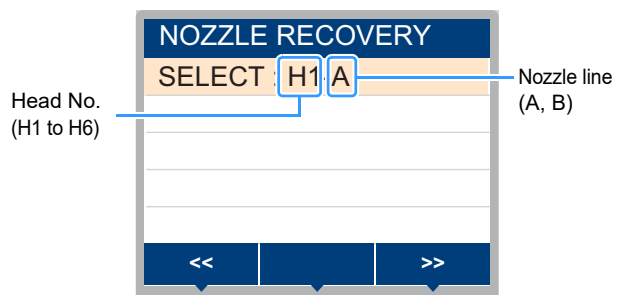 NOZZLE RECOVERY
SELECT : H1 A
Head No.
(H1 to H6)
Nozzle line
(A, B)
<< >>